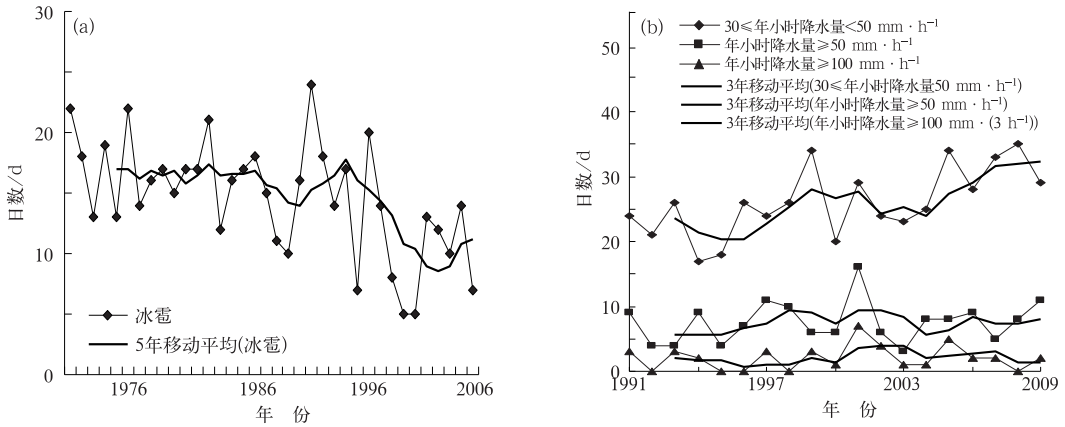 (a)
30
20
10
0
日数/d
冰雹
5年移动平均(冰雹)
1976 1986 1996 2006
年 份
(b)
50
40
30
20
10
0
日数/d
30≤年小时降水量<50 mm · h⁻¹
年小时降水量≥50 mm · h⁻¹
年小时降水量≥100 mm · h⁻¹
3年移动平均(30≤年小时降水量50 mm · h⁻¹)
3年移动平均(年小时降水量≥50 mm · h⁻¹)
3年移动平均(年小时降水量≥100 mm · (3 h⁻¹))
1991 1997 2003 2009
年 份